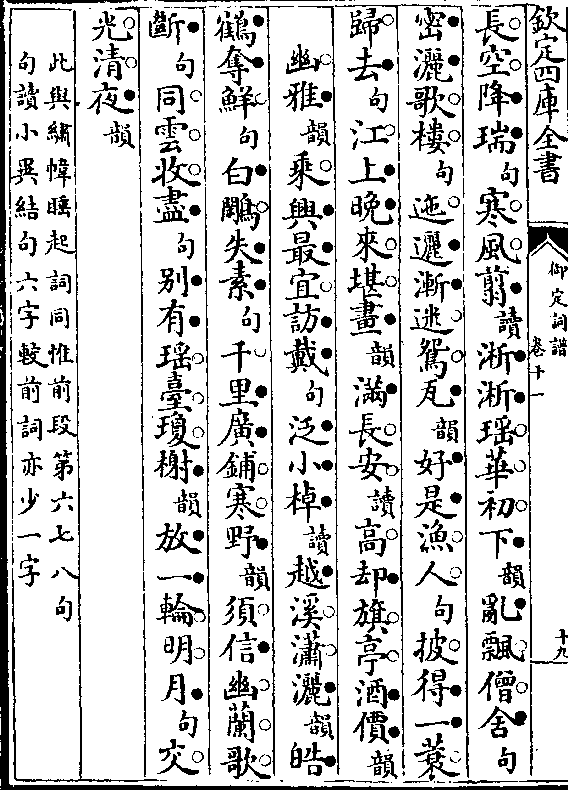 欽定四庫全書
御定詞譜
卷十一
十九
長空降瑞句寒風翦讀淅淅瑶華初下韻亂飄僧舍句
密灑歌樓句迤邐漸迷鴛瓦韻好是漁人句披得一蓑
歸去句江上晚來堪畫韻滿長安讀高却旗亭酒價韻
幽雅韻乘興最宜訪戴句泛小棹讀越溪瀟灑韻皓
鶴奪鮮句白鷴失素句千里廣鋪寒野韻須信幽蘭歌
斷句同雲收盡句别有瑶臺瓊榭韻放一輪明月句交
光清夜韻
此與繡幃睡起詞同惟前段第六七八句
句讀小異結句六字較前詞亦少一字